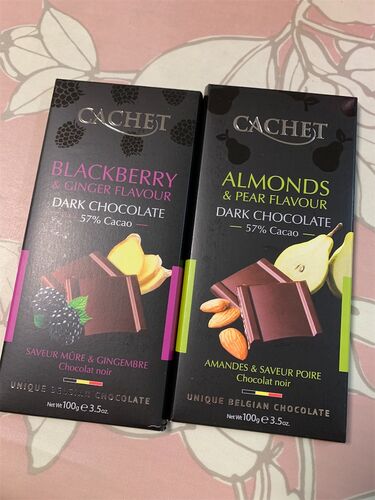 CACHET
BLACKBERRY
& GINGER FLAVOUR
DARK CHOCOLATE
57% Cacao
SAVEUR MÛRE & GINGEMBRE
Chocolat noir
UNIQUE BELGIAN CHOCOLATE
Net Wt 100g e 3.5oz.
CACHET
ALMONDS
& PEAR FLAVOUR
DARK CHOCOLATE
57% Cacao
AMANDES & SAVEUR POIRE
Chocolat noir
UNIQUE BELGIAN CHOCOLATE
Net Wt 100g e 3.5oz.